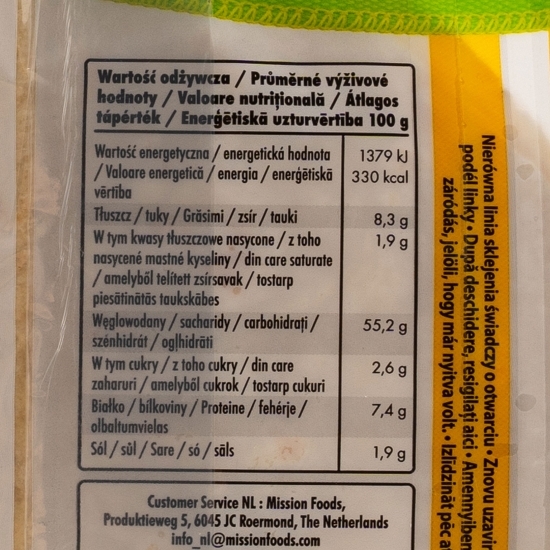 Wartość odżywcza / Průměrné výživové
hodnoty / Valoare nutrițională / Átlagos
tápérték / Enerģētiskā uzturvērtība 100 g
Wartość energetyczna / energetická hodnota 1379 kJ
/ Valoare energetică / energia / enerģētiskā 330 kcal
vērtība
Tłuszcz / tuky / Grăsimi / zsír / tauki 8,3 g
W tym kwasy tłuszczowe nasycone / z toho 1,9 g
nasycené mastné kyseliny / din care saturate
/ amelyből telített zsírsavak / tostarp
piesātinātās taukskābes
Węglowodany / sacharidy / carbohidrați / 55,2 g
szénhidrát / ogļhidrāti
W tym cukry / z toho cukry / din care 2,6 g
zaharuri / amelyből cukrok / tostarp cukuri
Białko / bílkoviny / Proteine / fehérje / 7,4 g
olbaltumvielas
Sól / sůl / Sare / só / sāls 1,9 g
Customer Service NL : Mission Foods,
Produktieweg 5, 6045 JC Roermond, The Netherlands
info_nl@missionfoods.com
Nierówna linia sklejenia świadczy o otwarciu • Znovu uzaví
podél linky • După deschidere, resigilați aici • Amennyiben
záródás, jelöli, hogy már nyitva volt. • Izlīdzināt pēc a